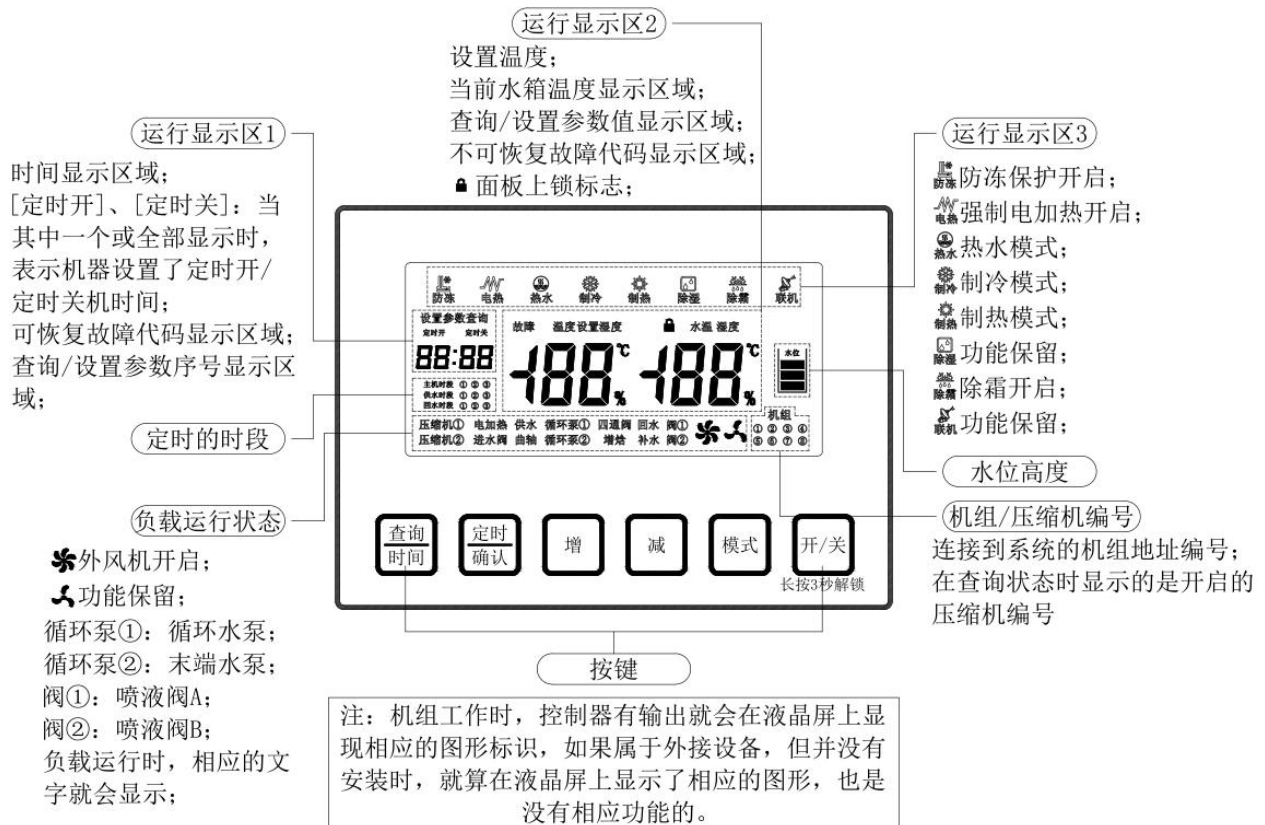 运行显示区2
设置温度；
当前水箱温度显示区域；
查询/设置参数值显示区域；
不可恢复故障代码显示区域；
面板上锁标志；
运行显示区1
时间显示区域；
[定时开]、[定时关]：当
其中一个或全部显示时，
表示机器设置了定时开/
定时关机时间；
可恢复故障代码显示区域；
查询/设置参数序号显示区
域；
定时的时段
负载运行状态
外风机开启；
功能保留；
循环泵①：循环水泵；
循环泵②：末端水泵；
阀①：喷液阀A；
阀②：喷液阀B；
负载运行时，相应的文
字就会显示；
防冻 电热 热水 制冷 制热 除湿 除霜 联机
设置参数查询
定时开 定时关
88:88
主机时段 ① ② ③
供水时段 ① ② ③
回水时段 ① ② ③
故障 温度设置湿度 水温 湿度
188 ℃ % 188 ℃ %
水位
机组
① ② ③ ④
⑤ ⑥ ⑦ ⑧
压缩机① 电加热 供水 循环泵① 四通阀 回水 阀①
压缩机② 进水阀 曲轴 循环泵② 增焓 补水 阀②
查询
时间
定时
确认
增
减
模式
开/关
长按3秒解锁
按键
注：机组工作时，控制器有输出就会在液晶屏上显
现相应的图形标识，如果属于外接设备，但并没有
安装时，就算在液晶屏上显示了相应的图形，也是
没有相应功能的。
运行显示区3
防冻 防冻保护开启；
电热 强制电加热开启；
热水 热水模式；
制冷 制冷模式；
制热 制热模式；
除湿 功能保留；
除霜 除霜开启；
联机 功能保留；
水位高度
机组/压缩机编号
连接到系统的机组地址编号；
在查询状态时显示的是开启的
压缩机编号